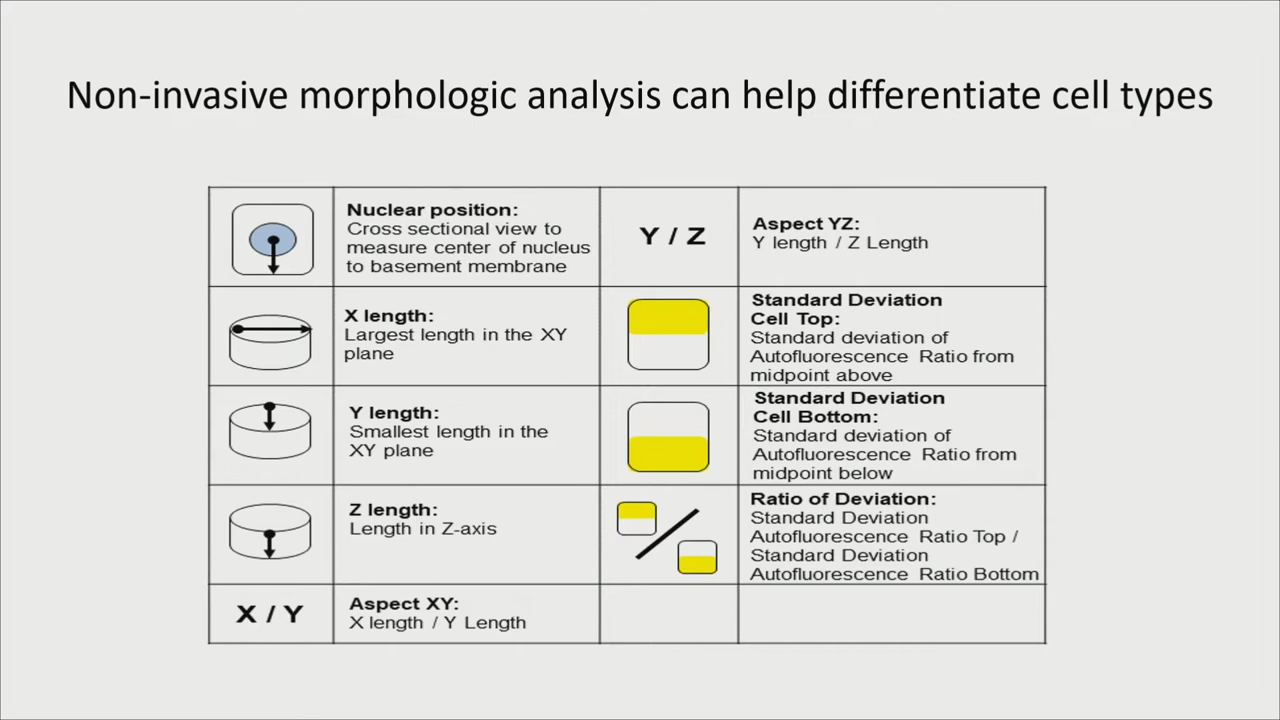 Non-invasive morphologic analysis can help differentiate cell types
Nuclear position:
Cross sectional view to
measure center of nucleus
to basement membrane
Y / Z
Aspect YZ:
Y length / Z Length
X length:
Largest length in the XY
plane
Standard Deviation
Cell Top:
Standard deviation of
Autofluorescence Ratio from
midpoint above
Y length:
Smallest length in the
XY plane
Standard Deviation
Cell Bottom:
Standard deviation of
Autofluorescence Ratio from
midpoint below
Z length:
Length in Z-axis
Ratio of Deviation:
Standard Deviation
Autofluorescence Ratio Top /
Standard Deviation
Autofluorescence Ratio Bottom
X / Y
Aspect XY:
X length / Y Length